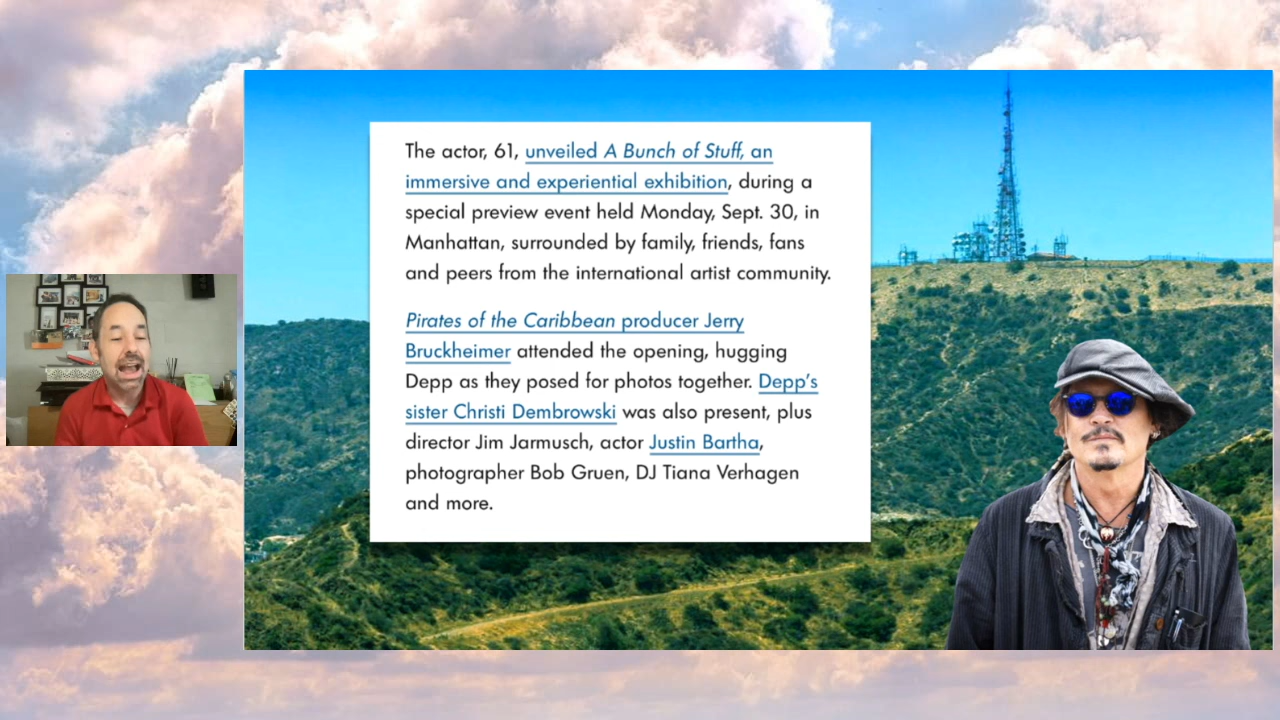 The actor, 61, unveiled A Bunch of Stuff, an
immersive and experiential exhibition, during a
special preview event held Monday, Sept. 30, in
Manhattan, surrounded by family, friends, fans
and peers from the international artist community.
Pirates of the Caribbean producer Jerry
Bruckheimer attended the opening, hugging
Depp as they posed for photos together. Depp’s
sister Christi Dembrowski was also present, plus
director Jim Jarmusch, actor Justin Bartha,
photographer Bob Gruen, DJ Tiana Verhagen
and more.